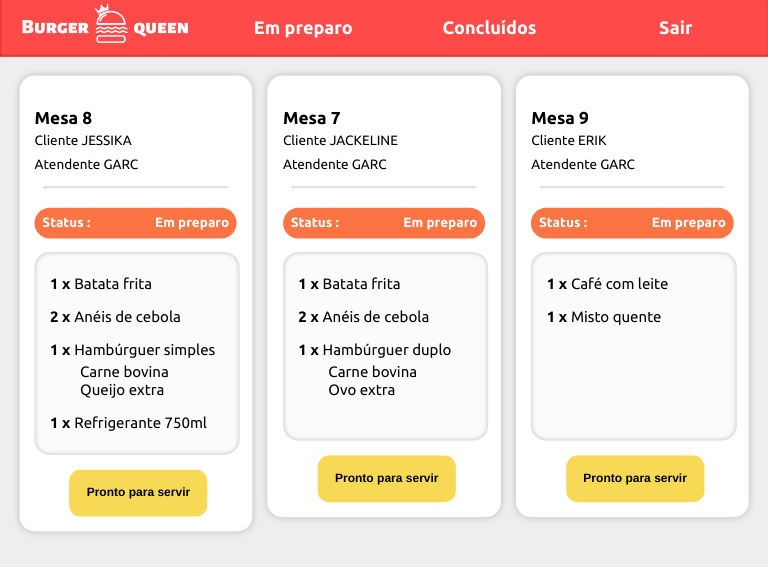 BURGER QUEEN
Em preparo
Concluídos
Sair
Mesa 8
Cliente JESSIKA
Atendente GARC
Status : Em preparo
1 x Batata frita
2 x Anéis de cebola
1 x Hambúrguer simples
Carne bovina
Queijo extra
1 x Refrigerante 750ml
Pronto para servir
Mesa 7
Cliente JACKELINE
Atendente GARC
Status : Em preparo
1 x Batata frita
2 x Anéis de cebola
1 x Hambúrguer duplo
Carne bovina
Ovo extra
Pronto para servir
Mesa 9
Cliente ERIK
Atendente GARC
Status : Em preparo
1 x Café com leite
1 x Misto quente
Pronto para servir